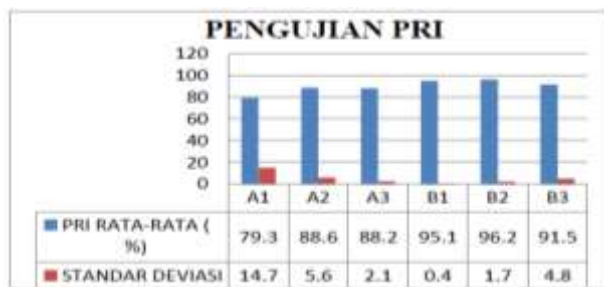 PENGUJIAN PRI
120
100
80
60
40
20
0
A1 A2 A3 B1 B2 B3
PRI RATA-RATA ( %) 79.3 88.6 88.2 95.1 96.2 91.5
STANDAR DEVIASI 14.7 5.6 2.1 0.4 1.7 4.8